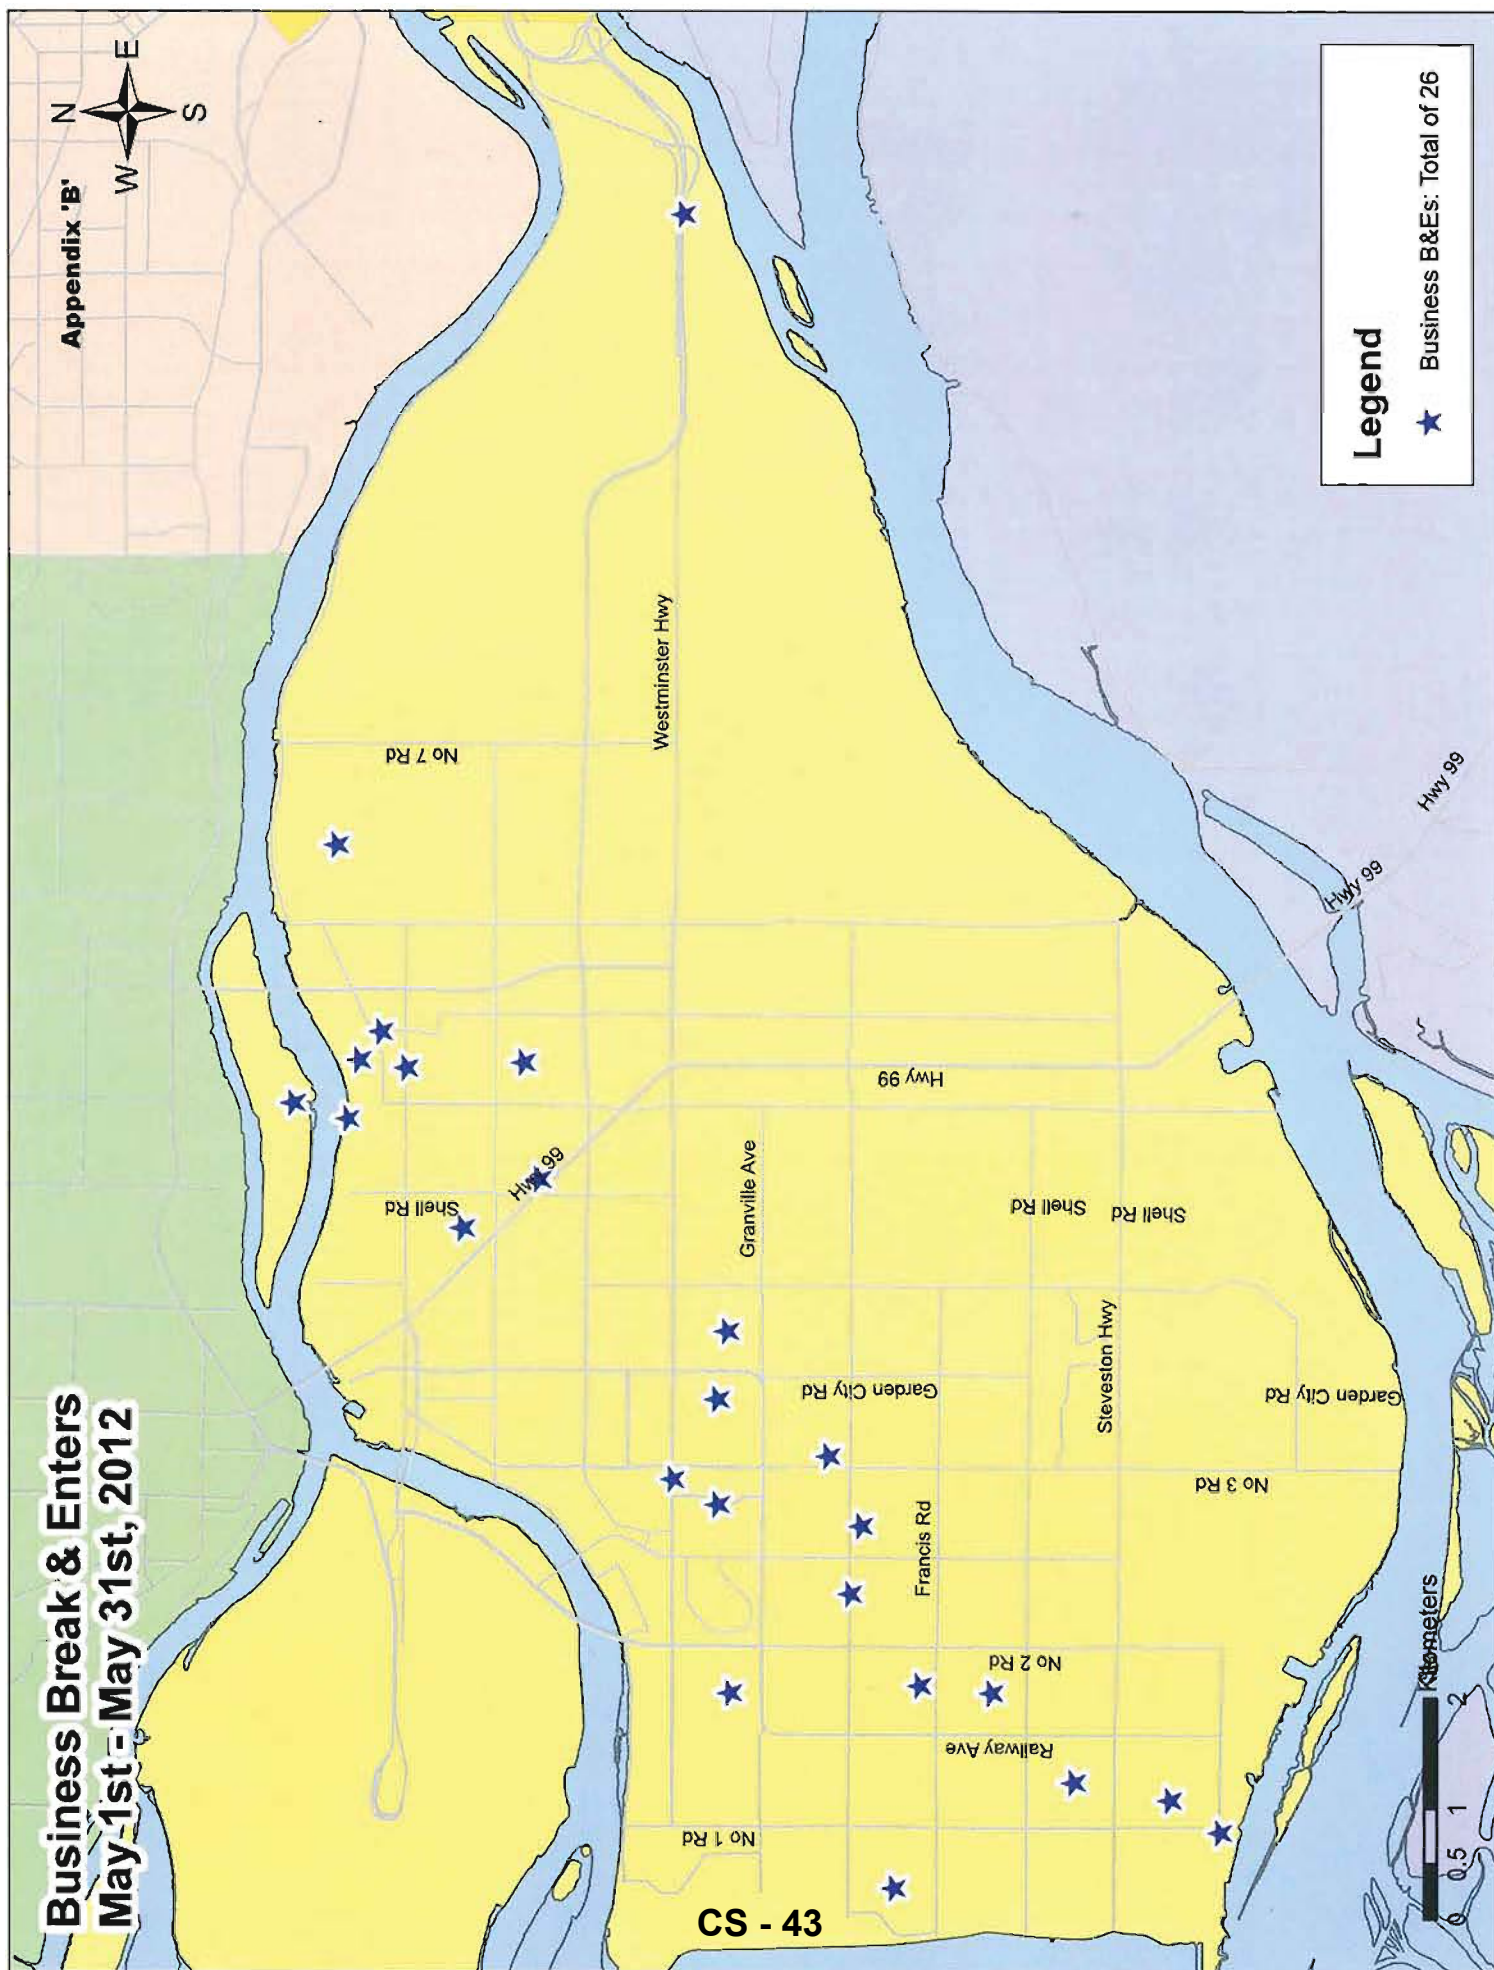 Business Break & Enters
May 1st - May 31st, 2012
Appendix 'B'
N
W
E
S
No 7 Rd
Westminster Hwy
Shell Rd
Hwy 99
Hwy 99
Granville Ave
Shell Rd
Shell Rd
Garden City Rd
Steveston Hwy
Garden City Rd
No 3 Rd
Francis Rd
No 2 Rd
Railway Ave
No 1 Rd
Hwy 99
Hwy 99
Legend
Business B&Es: Total of 26
0 0.5 1 2
Kilometers
CS - 43